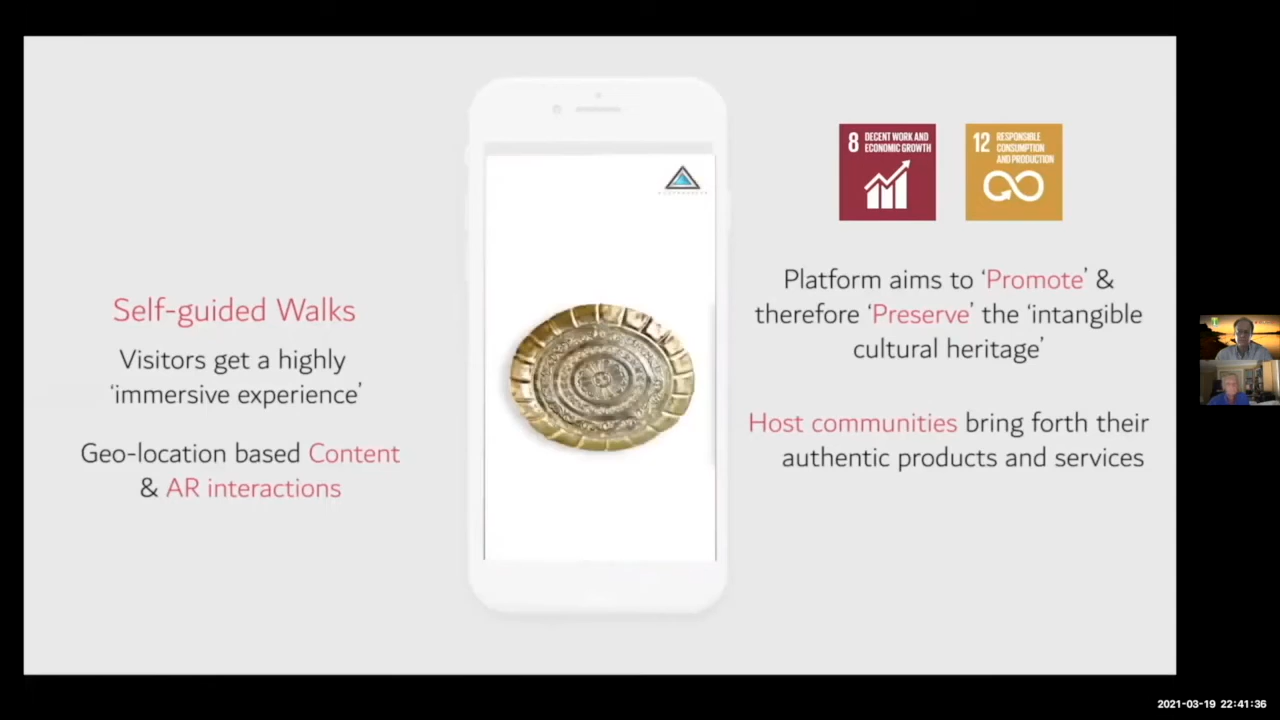 Self-guided Walks
Visitors get a highly
‘immersive experience’
Geo-location based Content
& AR interactions
8 DECENT WORK AND
ECONOMIC GROWTH
12 RESPONSIBLE
CONSUMPTION
AND PRODUCTION
Platform aims to ‘Promote’ &
therefore ‘Preserve’ the ‘intangible
cultural heritage’
Host communities bring forth their
authentic products and services
2021-03-19 22:41:36